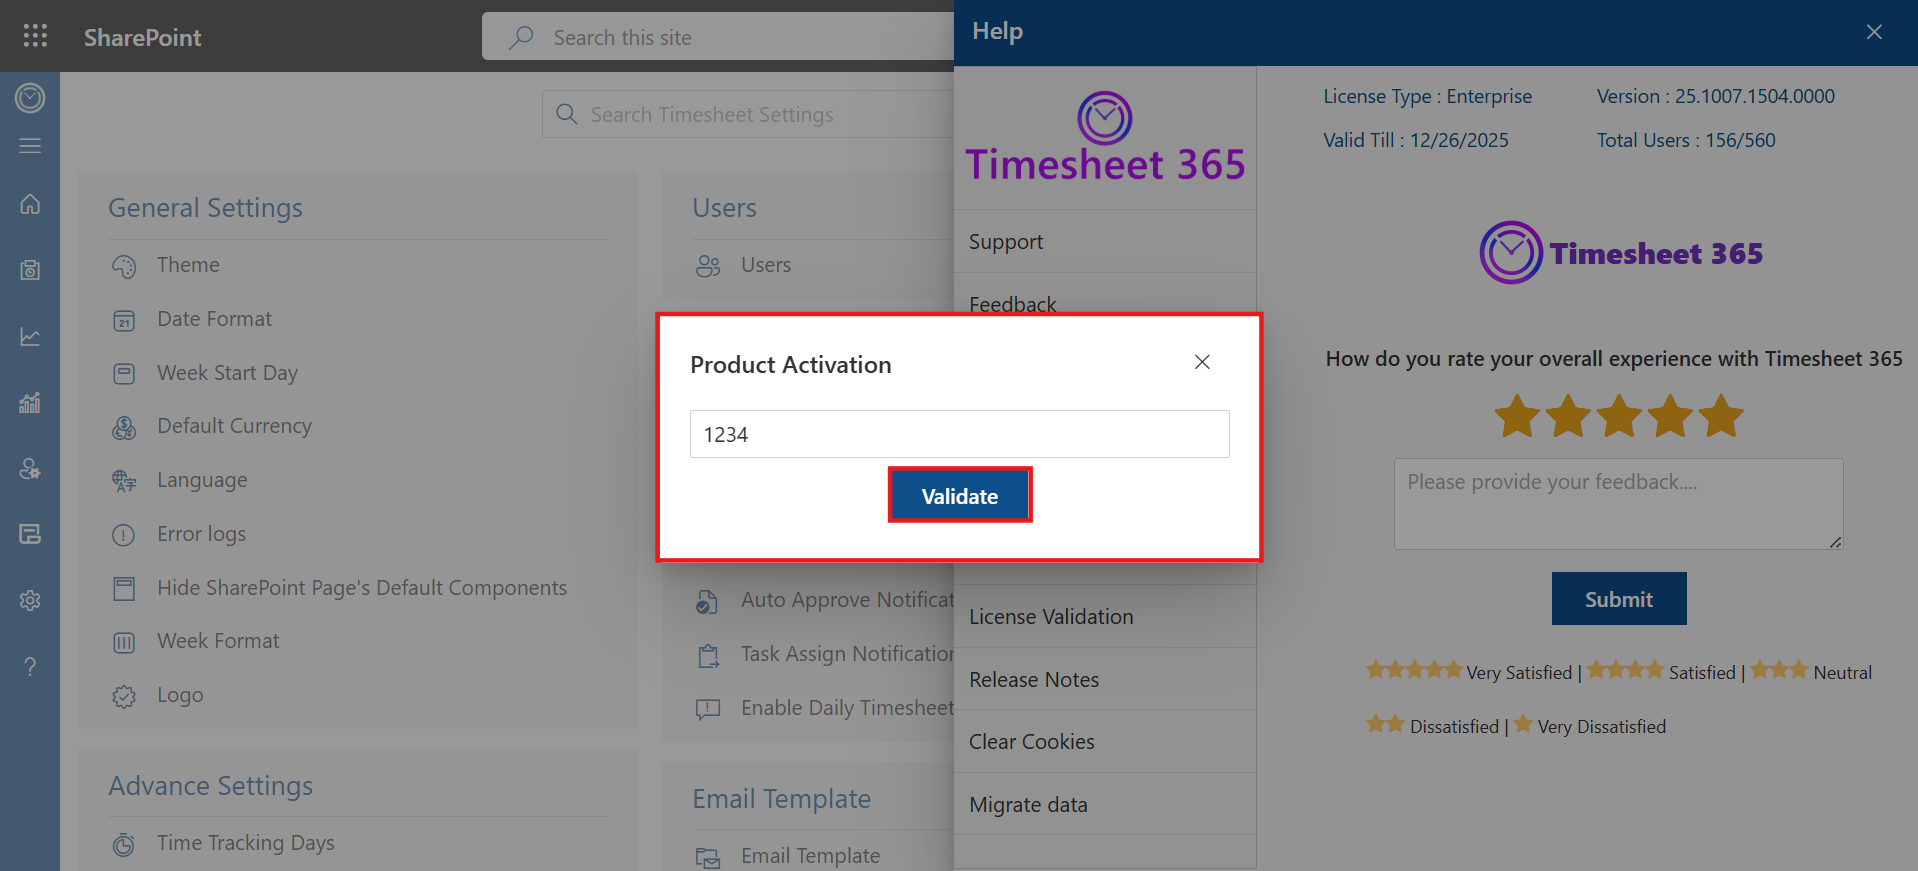 SharePoint
Search this site
Search Timesheet Settings
General Settings
Theme
Date Format
21
Week Start Day
Default Currency
Language
Error logs
Hide SharePoint Page's Default Components
Week Format
Logo
Advance Settings
Time Tracking Days
Users
Users
Auto Approve Notificat
Task Assign Notification
Enable Daily Timesheet
Email Template
Email Template
Help
Timesheet 365
Support
Feedback
License Validation
Release Notes
Clear Cookies
Migrate data
License Type : Enterprise
Version : 25.1007.1504.0000
Valid Till : 12/26/2025
Total Users : 156/560
Timesheet 365
How do you rate your overall experience with Timesheet 365
Please provide your feedback....
Submit
Very Satisfied | Satisfied | Neutral
Dissatisfied | Very Dissatisfied
Product Activation
1234
Validate